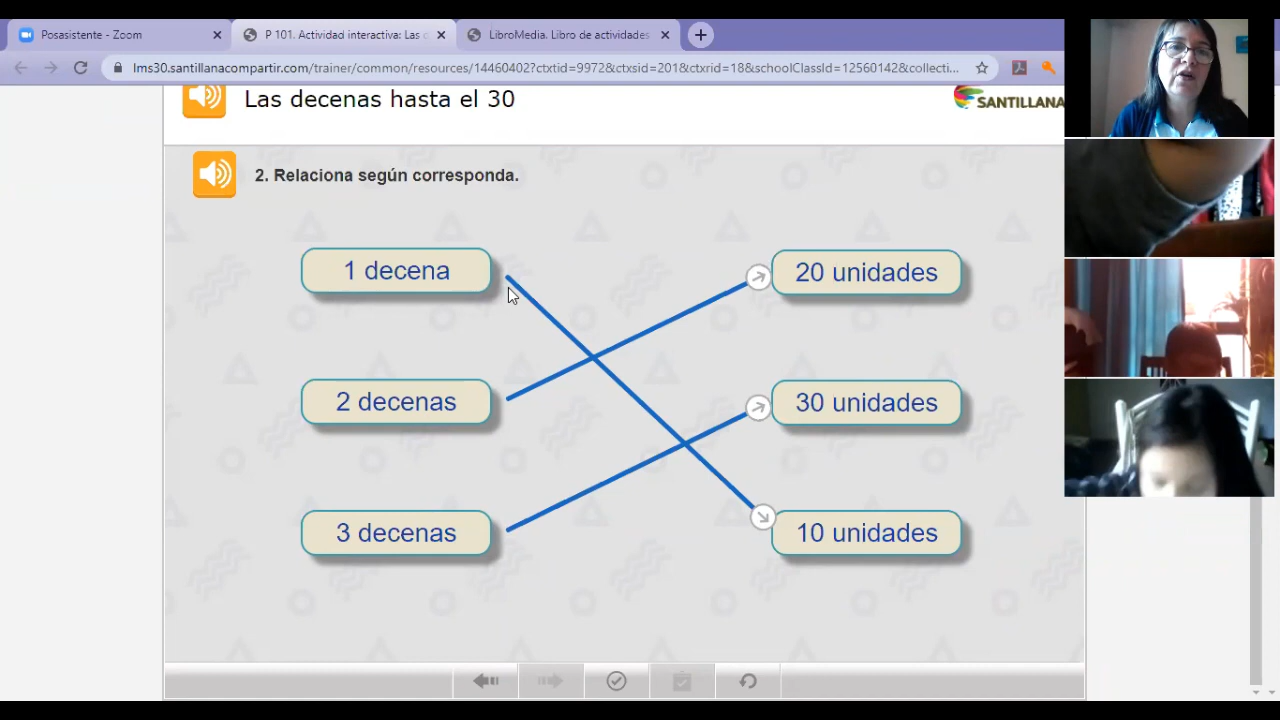 Posasistente - Zoom
P 101. Actividad interactiva: Las d
LibroMedia. Libro de actividades
lms30.santillanacompartir.com/trainer/common/resources/14460402?ctxtid=9972&ctxsid=201&ctxrid=18&schoolClassId=12560142&collecti...
Las decenas hasta el 30
SANTILLANA
2. Relaciona según corresponda.
1 decena
20 unidades
2 decenas
30 unidades
3 decenas
10 unidades